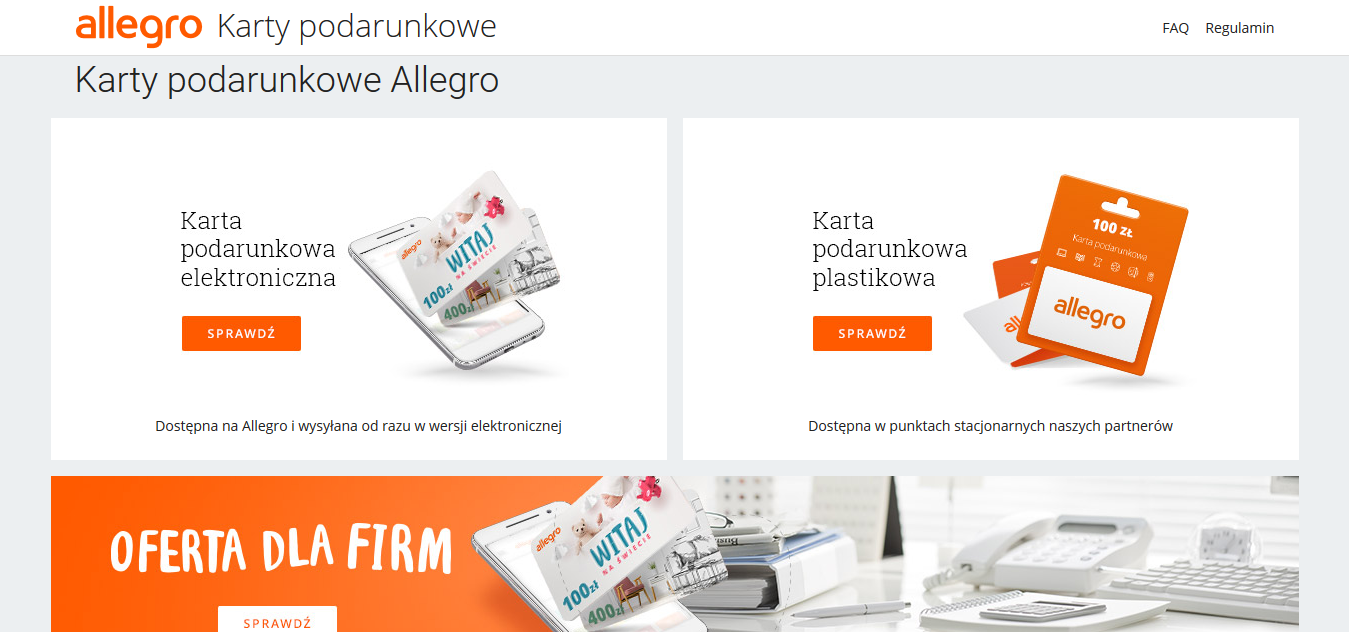 allegro Karty podarunkowe
FAQ Regulamin
Karty podarunkowe Allegro
Karta
podarunkowa
elektroniczna
SPRAWDŹ
allegro
WITAJ
NA ŚWIECIE
100zł
400zł
Dostępna na Allegro i wysyłana od razu w wersji elektronicznej
Karta
podarunkowa
plastikowa
SPRAWDŹ
100 ZŁ
Karta podarunkowa
allegro
Dostępna w punktach stacjonarnych naszych partnerów
OFERTA DLA FIRM
SPRAWDŹ
allegro
WITAJ
NA ŚWIECIE
100zł
400zł